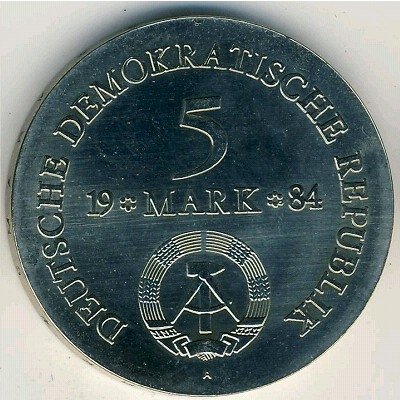 DEUTSCHE DEMOKRATISCHE REPUBLIK
5
19 * MARK * 84
A